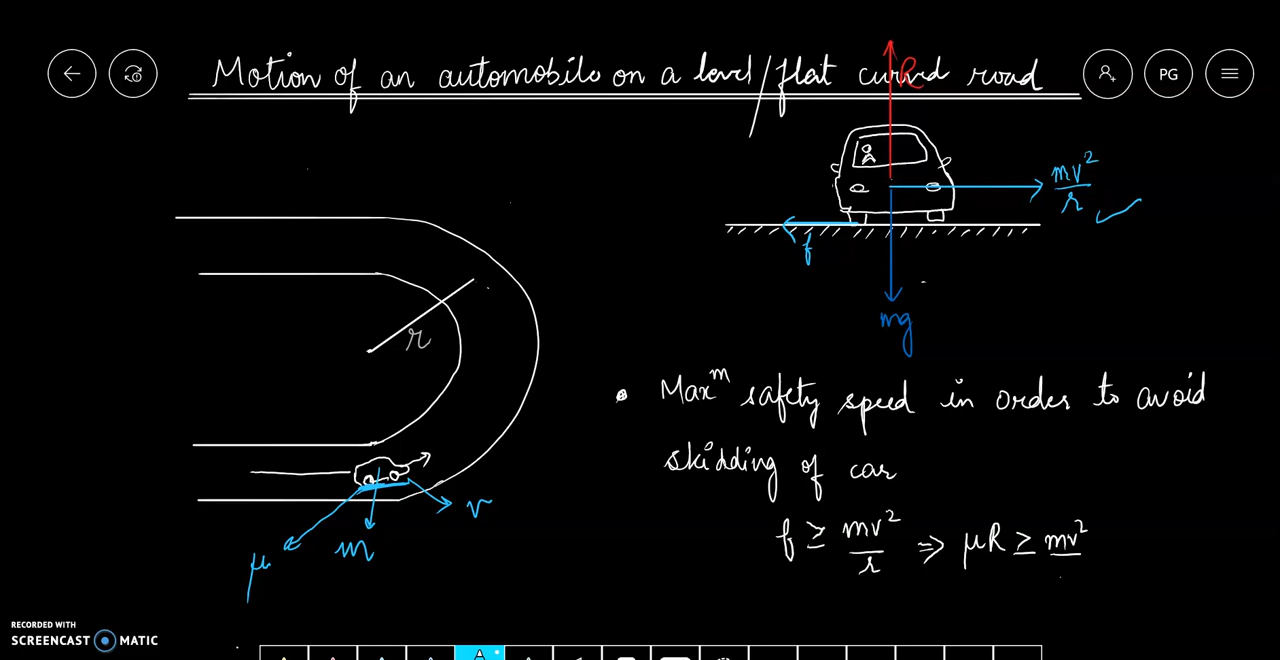 Motion of an automobile on a level/flat curved road
PG
R
mv²/r
f
mg
r
• Maxᵐ safety speed in order to avoid
skidding of car
f ≥ mv²/r ⇒ μR ≥ mv²
v
m
μ
RECORDED WITH
SCREENCAST MATIC